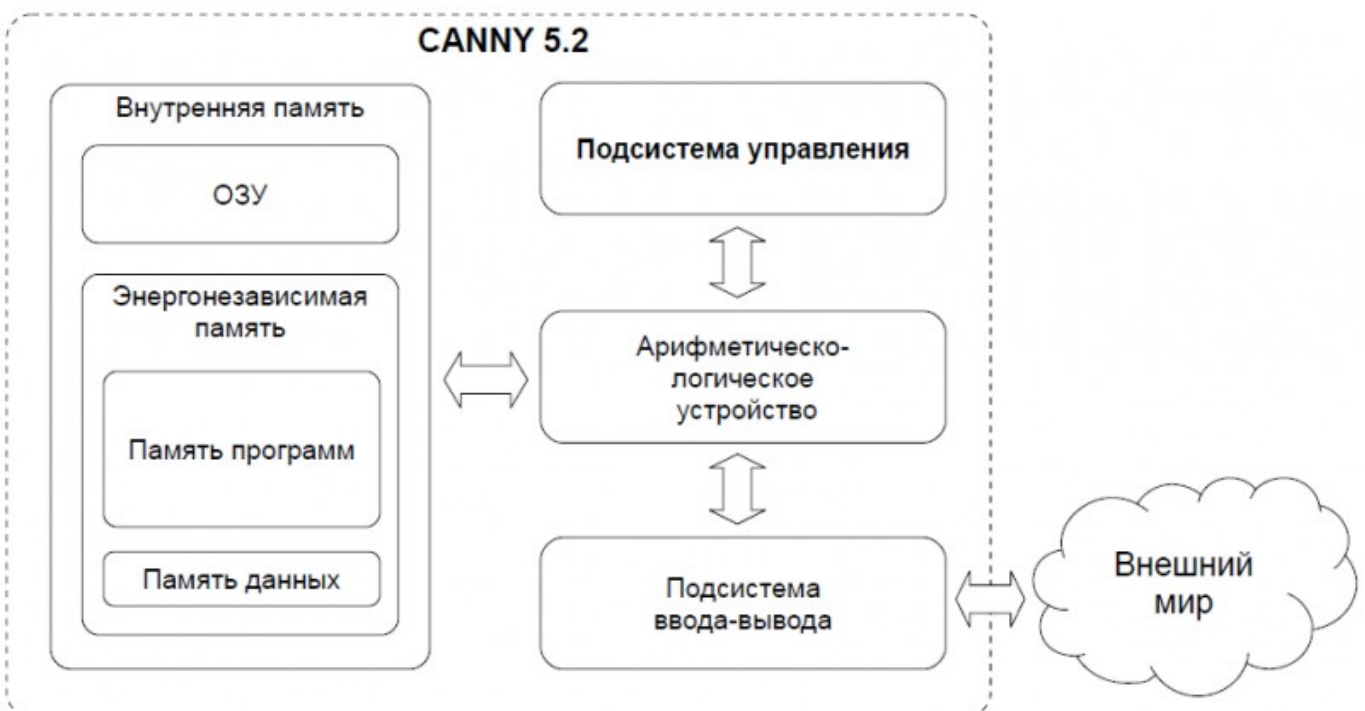 CANNY 5.2
Внутренняя память
ОЗУ
Энергонезависимая
память
Память программ
Память данных
Подсистема управления
Арифметическо-
логическое
устройство
Подсистема
ввода-вывода
Внешний
мир